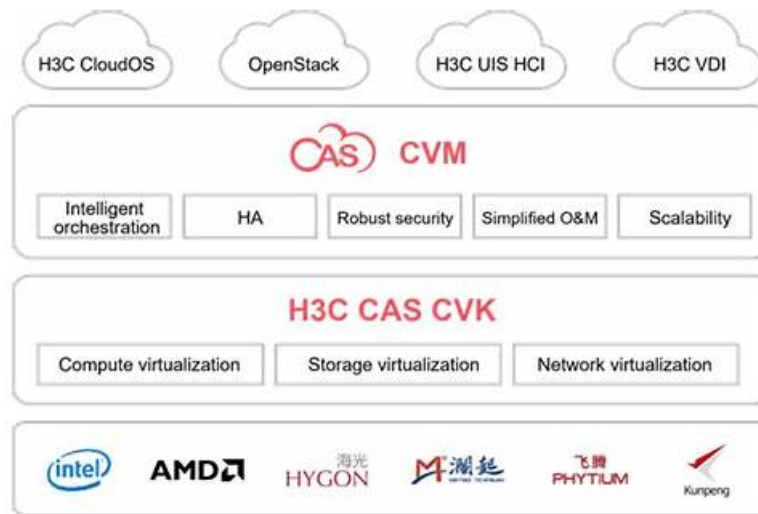 H3C CloudOS
OpenStack
H3C UIS HCI
H3C VDI
CAS CVM
Intelligent
orchestration
HA
Robust security
Simplified O&M
Scalability
H3C CAS CVK
Compute virtualization
Storage virtualization
Network virtualization
intel
AMD
海光
HYGON
澜起
飞腾
PHYTIUM
Kunpeng